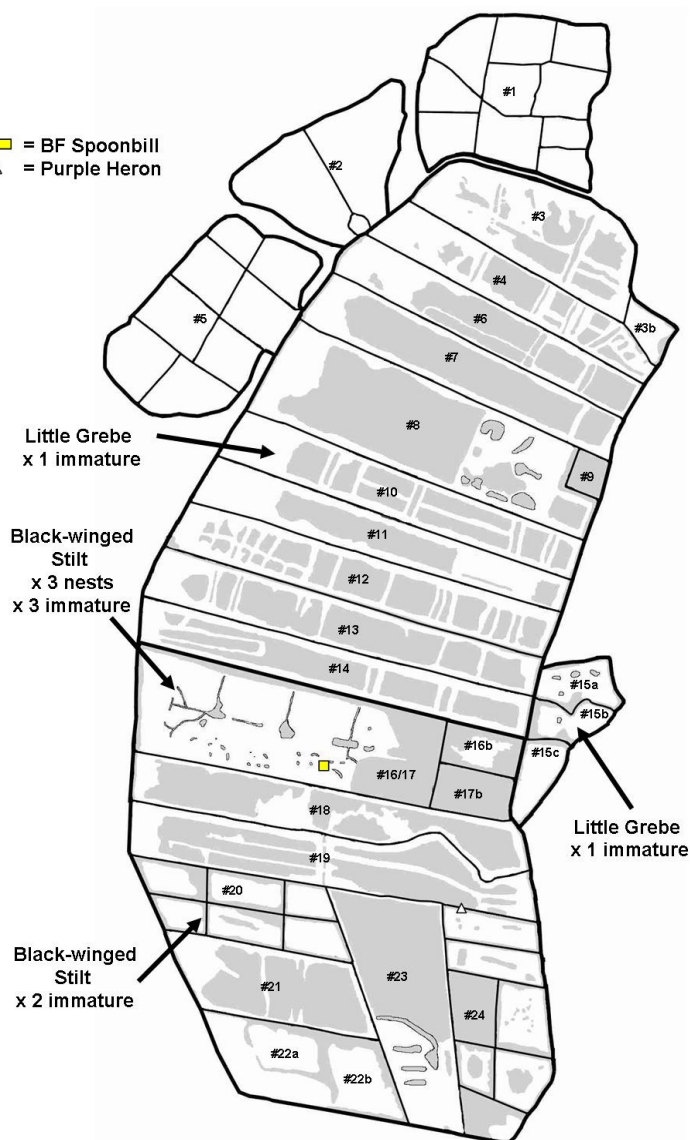 #1
= BF Spoonbill
= Purple Heron
#2
#3
#4
#3b
#5
#6
#7
#8
Little Grebe
x 1 immature
#9
#10
#11
Black-winged
Stilt
x 3 nests
x 3 immature
#12
#13
#14
#15a
#15b
#15c
#16b
#16/17
#17b
#18
Little Grebe
x 1 immature
#19
#20
Black-winged
Stilt
x 2 immature
#21
#23
#24
#22a
#22b